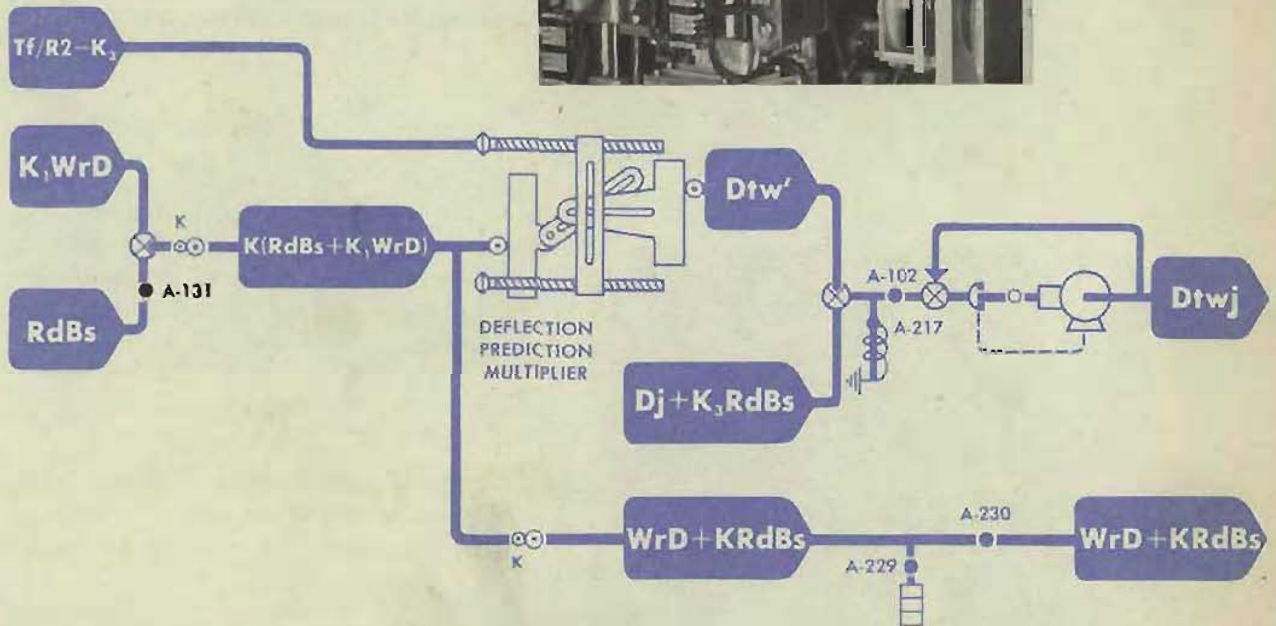 Tf/R2-K₃
K₁WrD
K
K(RdBs+K₁WrD)
A-131
RdBs
DEFLECTION
PREDICTION
MULTIPLIER
Dtw'
A-102
A-217
Dtwj
Dj+K₃RdBs
K
WrD+KRdBs
A-229
A-230
WrD+KRdBs